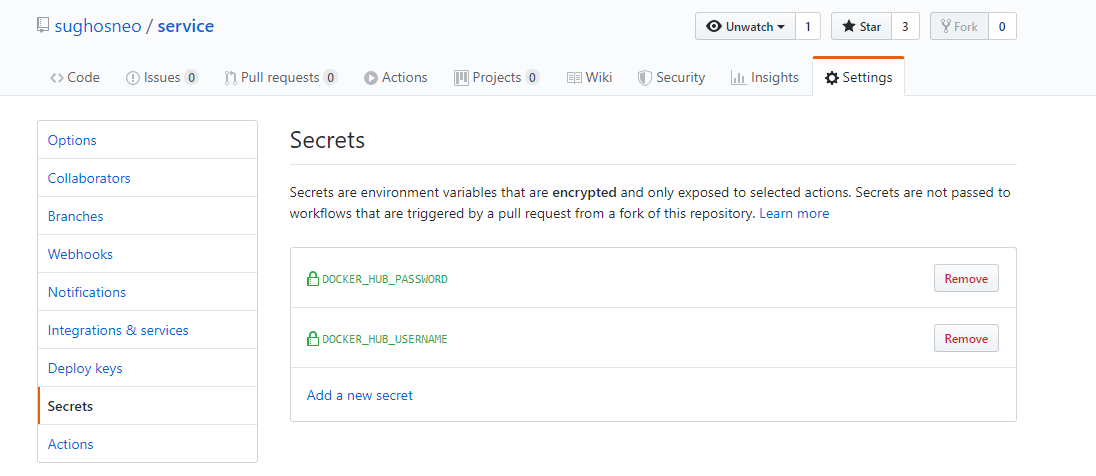 sughosneo / service
Unwatch 1 Star 3 Fork 0
Code Issues 0 Pull requests 0 Actions Projects 0 Wiki Security Insights Settings
Options
Collaborators
Branches
Webhooks
Notifications
Integrations & services
Deploy keys
Secrets
Actions
Secrets
Secrets are environment variables that are encrypted and only exposed to selected actions. Secrets are not passed to
workflows that are triggered by a pull request from a fork of this repository. Learn more
DOCKER_HUB_PASSWORD Remove
DOCKER_HUB_USERNAME Remove
Add a new secret